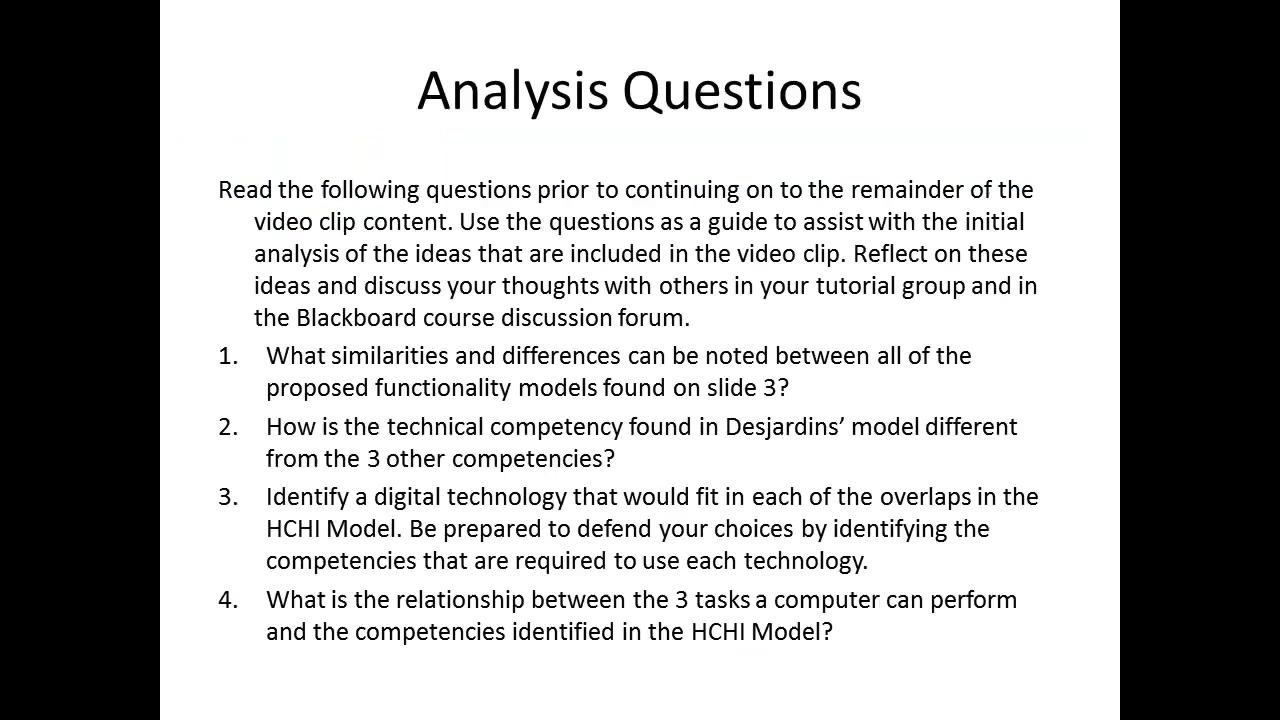 Analysis Questions
Read the following questions prior to continuing on to the remainder of the
video clip content. Use the questions as a guide to assist with the initial
analysis of the ideas that are included in the video clip. Reflect on these
ideas and discuss your thoughts with others in your tutorial group and in
the Blackboard course discussion forum.
1. What similarities and differences can be noted between all of the
proposed functionality models found on slide 3?
2. How is the technical competency found in Desjardins’ model different
from the 3 other competencies?
3. Identify a digital technology that would fit in each of the overlaps in the
HCHI Model. Be prepared to defend your choices by identifying the
competencies that are required to use each technology.
4. What is the relationship between the 3 tasks a computer can perform
and the competencies identified in the HCHI Model?